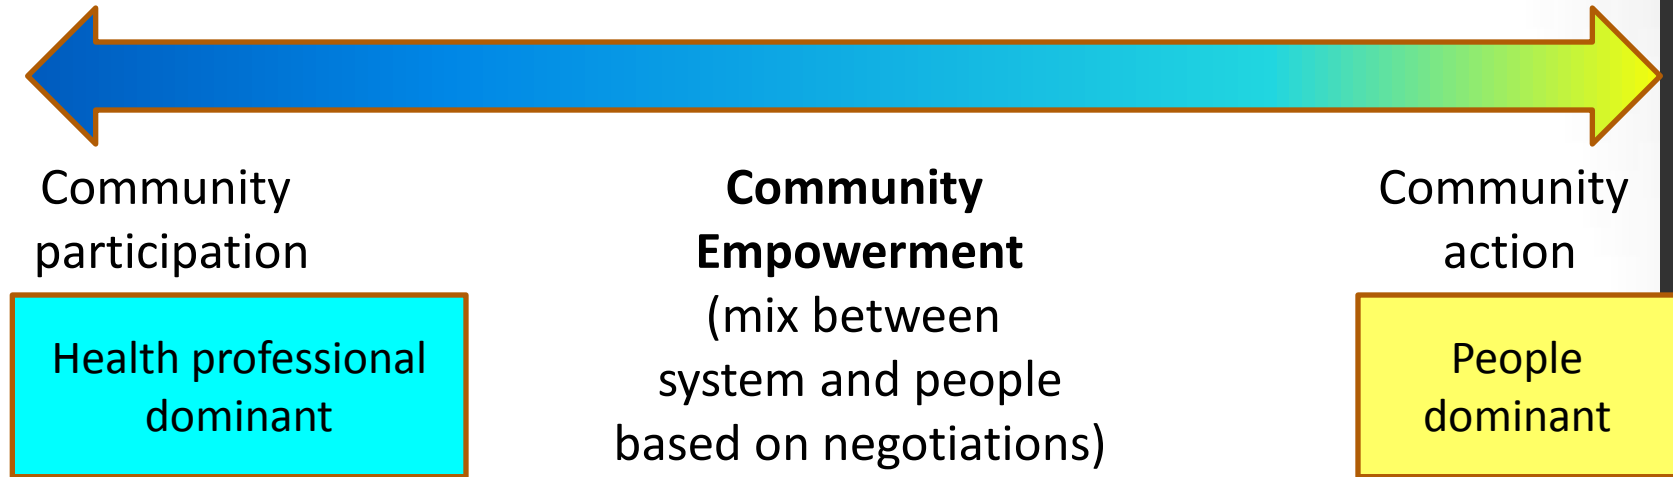 Community
participation
Health professional
dominant
Community
Empowerment
(mix between
system and people
based on negotiations)
Community
action
People
dominant